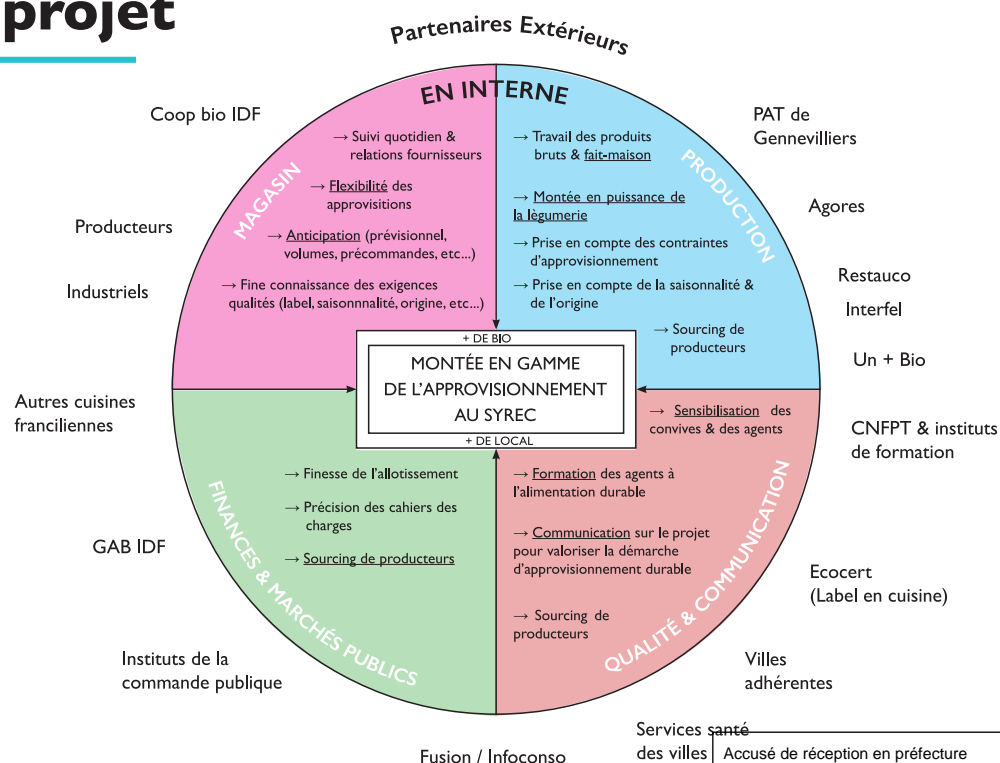 projet
Partenaires Extérieurs
EN INTERNE
MAGASIN
→ Suivi quotidien &
relations fournisseurs
→ Flexibilité des
approvisitions
→ Anticipation (prévisionnel,
volumes, précommandes, etc...)
→ Fine connaissance des exigences
qualités (label, saisonnnalité, origine, etc...)
PRODUCTION
→ Travail des produits
bruts & fait-maison
→ Montée en puissance de
la lègumerie
→ Prise en compte des contraintes
d'approvisionnement
→ Prise en compte de la saisonnalité &
de l'origine
→ Sourcing de
producteurs
+ DE BIO
MONTÉE EN GAMME
DE L'APPROVISIONNEMENT
AU SYREC
+ DE LOCAL
FINANCES & MARCHÉS PUBLICS
→ Finesse de l'allotissement
→ Précision des cahiers des
charges
→ Sourcing de producteurs
QUALITÉ & COMMUNICATION
→ Sensibilisation des
convives & des agents
→ Formation des agents à
l'alimentation durable
→ Communication sur le projet
pour valoriser la démarche
d'approvisionnement durable
→ Sourcing de
producteurs
Coop bio IDF
Producteurs
Industriels
Autres cuisines
franciliennes
GAB IDF
Instituts de la
commande publique
Fusion / Infoconso
PAT de
Gennevilliers
Agores
Restauco
Interfel
Un + Bio
CNFPT & instituts
de formation
Ecocert
(Label en cuisine)
Villes
adhérentes
Services santé
des villes
Accusé de réception en préfecture